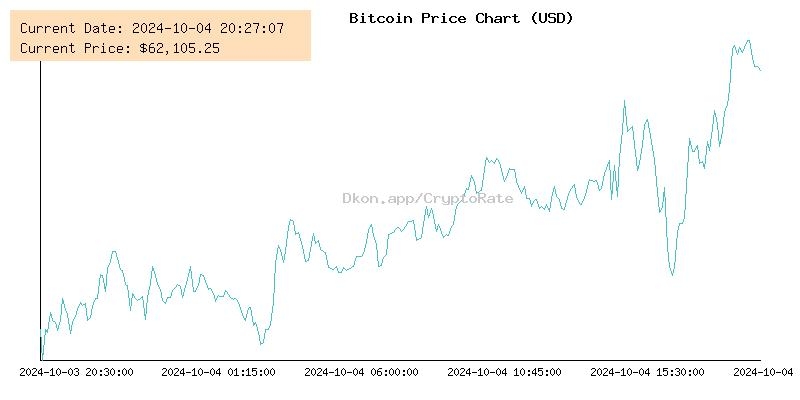 Bitcoin Price Chart (USD)
Current Date: 2024-10-04 20:27:07
Current Price: $62,105.25
Dkon.app/CryptoRate
2024-10-03 20:30:00 2024-10-04 01:15:00 2024-10-04 06:00:00 2024-10-04 10:45:00 2024-10-04 15:30:00 2024-10-04